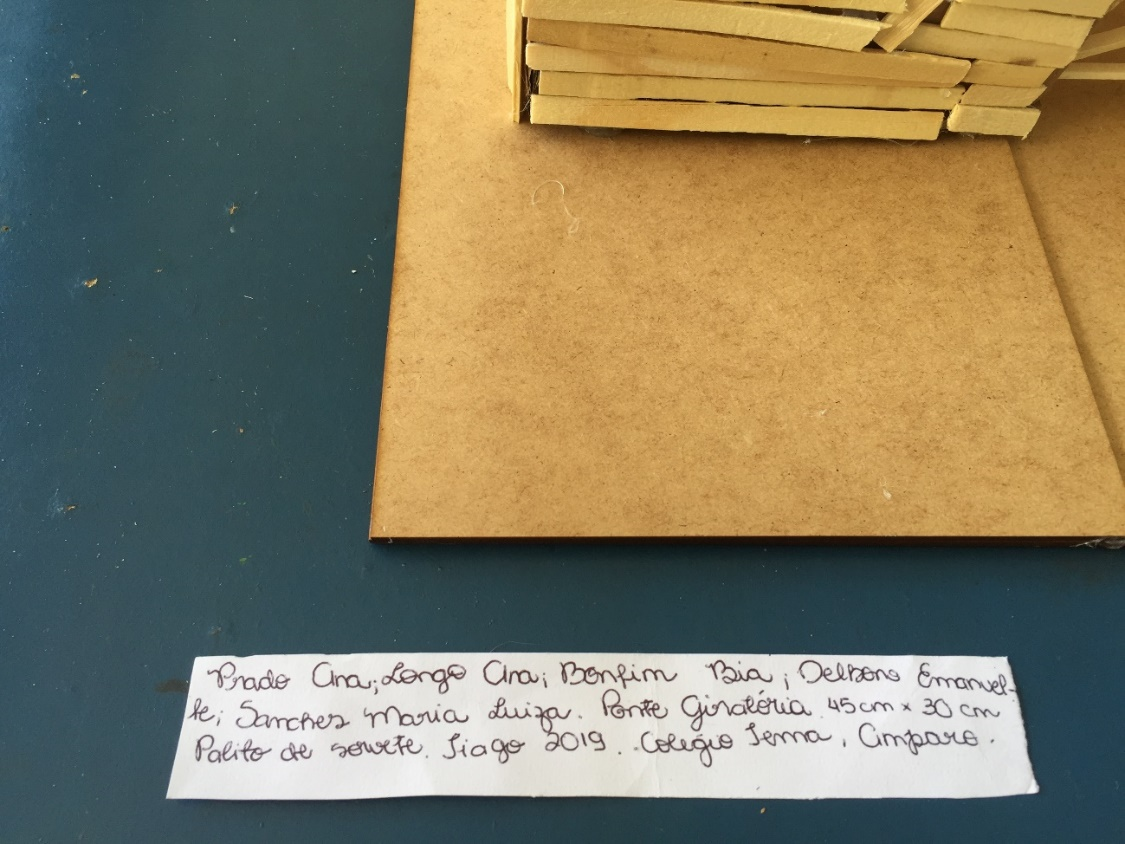 Prado Ana; Longo Ana; Bonfim Bia; Delbono Emanuel-
le; Sanches Maria Luiza. Ponte Giratória. 45 cm x 30 cm
Palito de sorvete. Tiago 2019. Colégio Tema, Amparo.